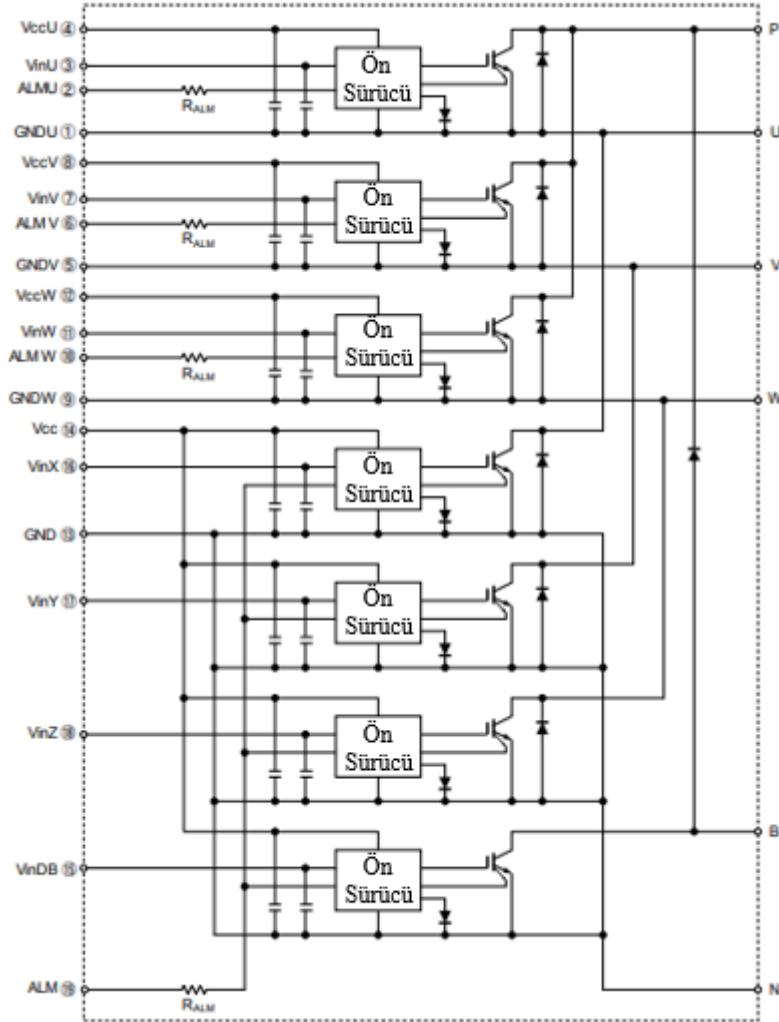 VccU ④
P
VinU ③
Ön
Sürücü
ALMU ②
RALM
GNDU ①
U
VccV ⑧
VinV ⑦
Ön
Sürücü
ALM V ⑥
RALM
GNDV ⑤
V
VccW ⑫
VinW ⑪
Ön
Sürücü
ALM W ⑩
RALM
GNDW ⑨
W
Vcc ⑭
VinX ⑯
Ön
Sürücü
GND ⑬
VinY ⑰
Ön
Sürücü
VinZ ⑱
Ön
Sürücü
B
VinDB ⑮
Ön
Sürücü
ALM ⑲
RALM
N